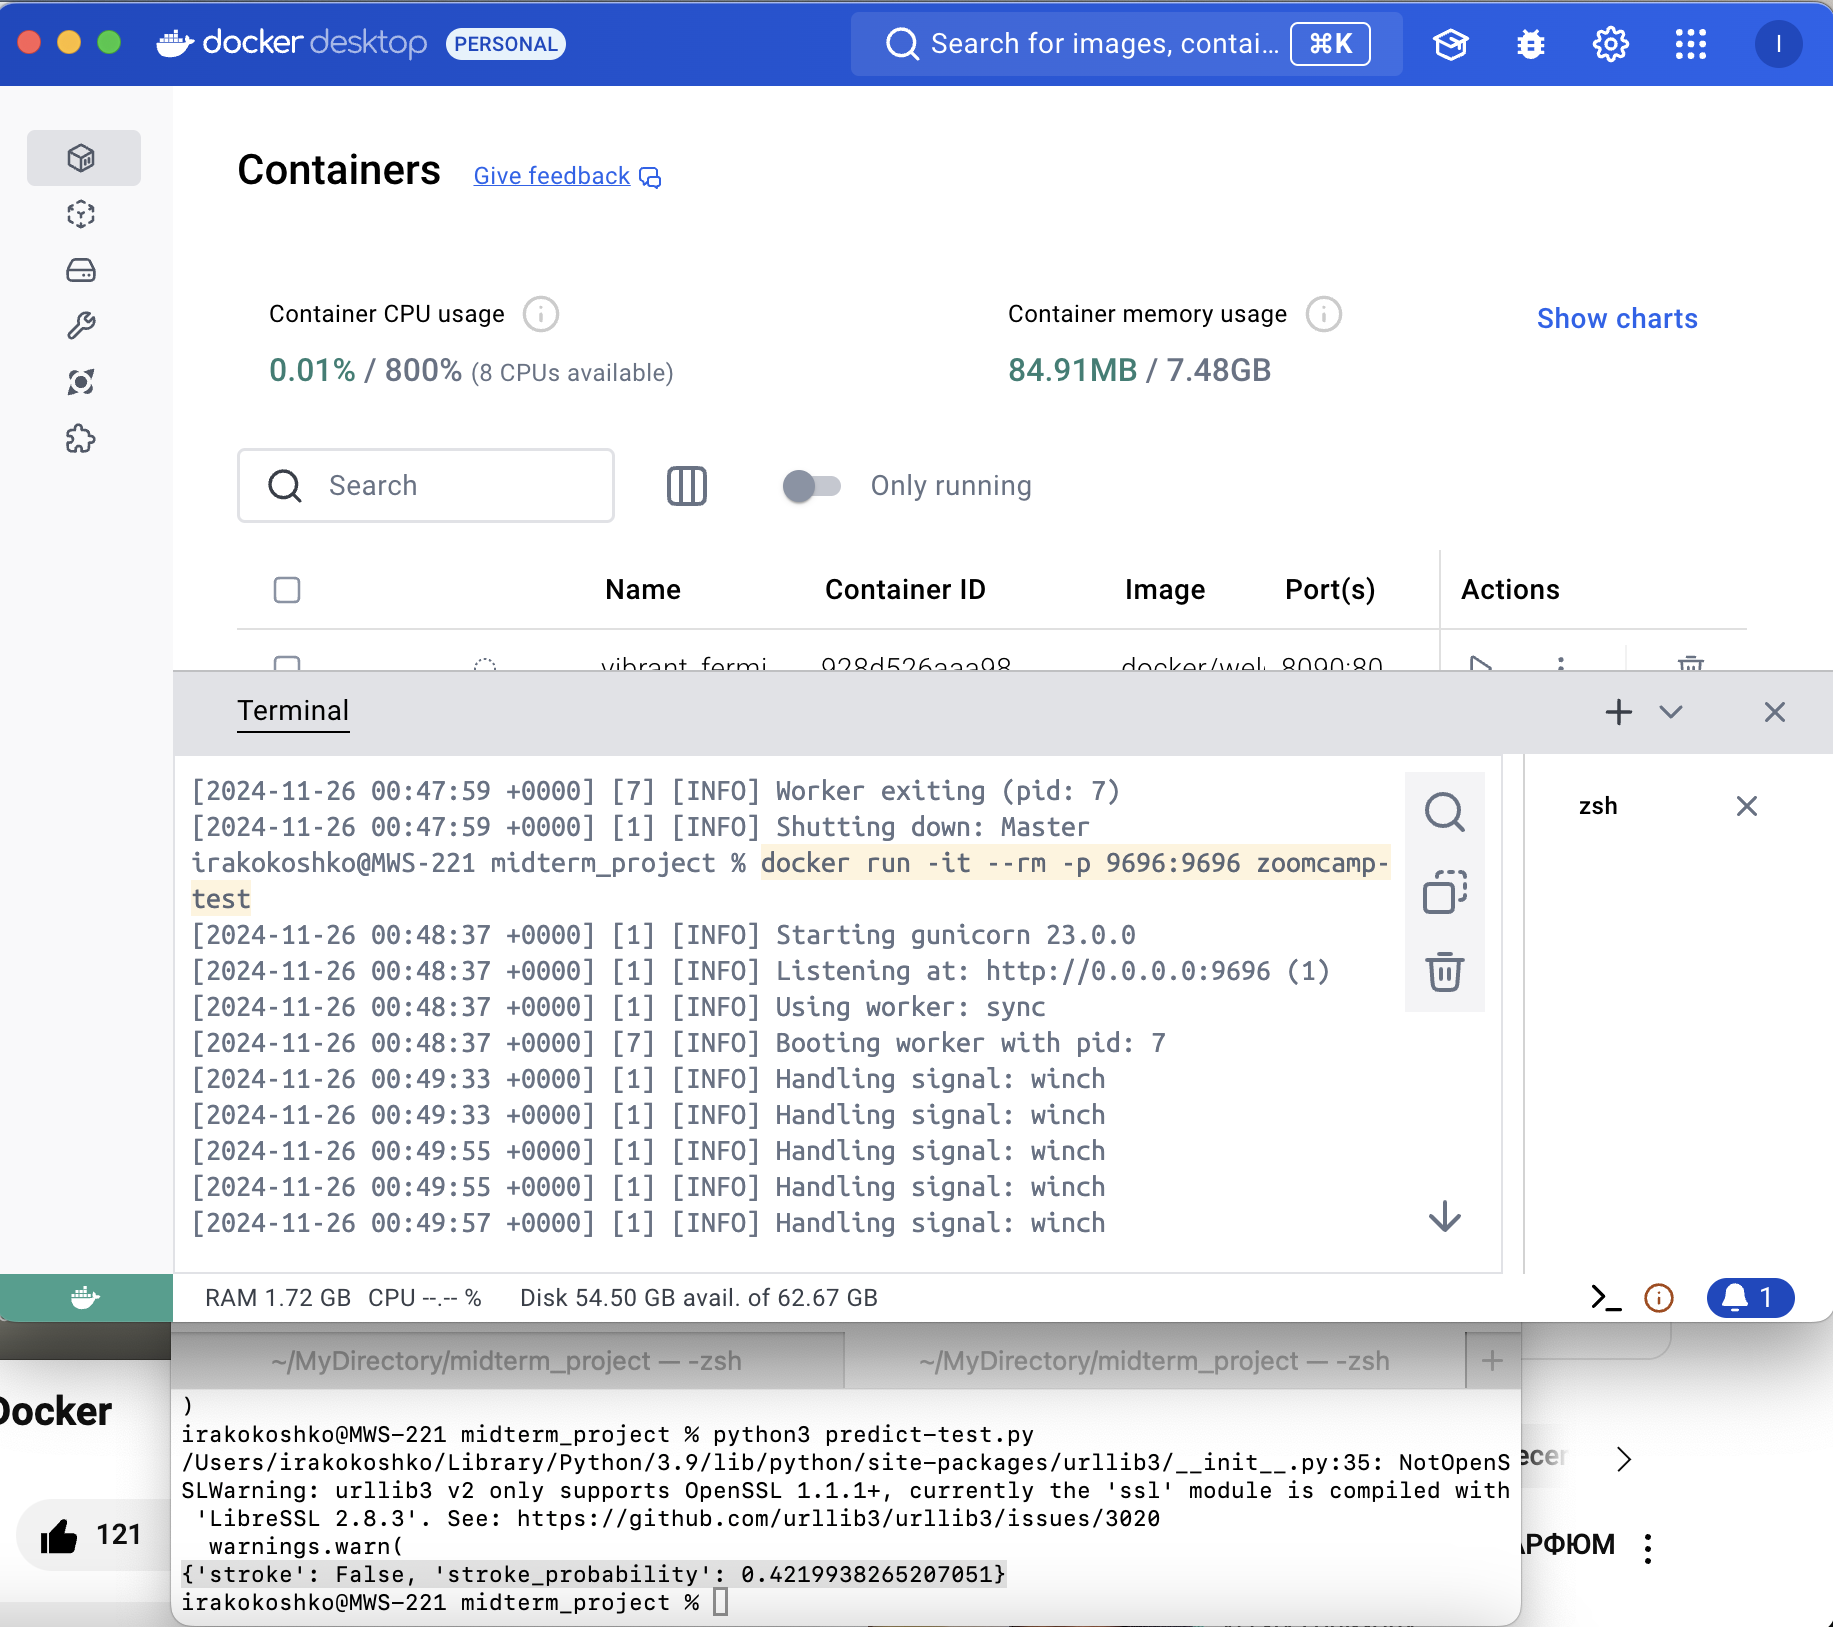 docker desktop PERSONAL
Search for images, contai... ⌘K
I
Containers Give feedback
Container CPU usage
0.01% / 800% (8 CPUs available)
Container memory usage
84.91MB / 7.48GB
Show charts
Search
Only running
Name Container ID Image Port(s) Actions
vibrant_fermi 928d526aaa98 docker/wel 8090:80
Terminal
[2024-11-26 00:47:59 +0000] [7] [INFO] Worker exiting (pid: 7)
[2024-11-26 00:47:59 +0000] [1] [INFO] Shutting down: Master
irakokoshko@MWS-221 midterm_project % docker run -it --rm -p 9696:9696 zoomcamp-
test
[2024-11-26 00:48:37 +0000] [1] [INFO] Starting gunicorn 23.0.0
[2024-11-26 00:48:37 +0000] [1] [INFO] Listening at: http://0.0.0.0:9696 (1)
[2024-11-26 00:48:37 +0000] [1] [INFO] Using worker: sync
[2024-11-26 00:48:37 +0000] [7] [INFO] Booting worker with pid: 7
[2024-11-26 00:49:33 +0000] [1] [INFO] Handling signal: winch
[2024-11-26 00:49:33 +0000] [1] [INFO] Handling signal: winch
[2024-11-26 00:49:55 +0000] [1] [INFO] Handling signal: winch
[2024-11-26 00:49:55 +0000] [1] [INFO] Handling signal: winch
[2024-11-26 00:49:57 +0000] [1] [INFO] Handling signal: winch
zsh
RAM 1.72 GB CPU --.-- % Disk 54.50 GB avail. of 62.67 GB
1
~/MyDirectory/midterm_project — -zsh
~/MyDirectory/midterm_project — -zsh
)
irakokoshko@MWS-221 midterm_project % python3 predict-test.py
/Users/irakokoshko/Library/Python/3.9/lib/python/site-packages/urllib3/__init__.py:35: NotOpenS
SLWarning: urllib3 v2 only supports OpenSSL 1.1.1+, currently the 'ssl' module is compiled with
'LibreSSL 2.8.3'. See: https://github.com/urllib3/urllib3/issues/3020
warnings.warn(
{'stroke': False, 'stroke_probability': 0.4219938265207051}
irakokoshko@MWS-221 midterm_project %
Docker
121
ecen
АРФЮМ